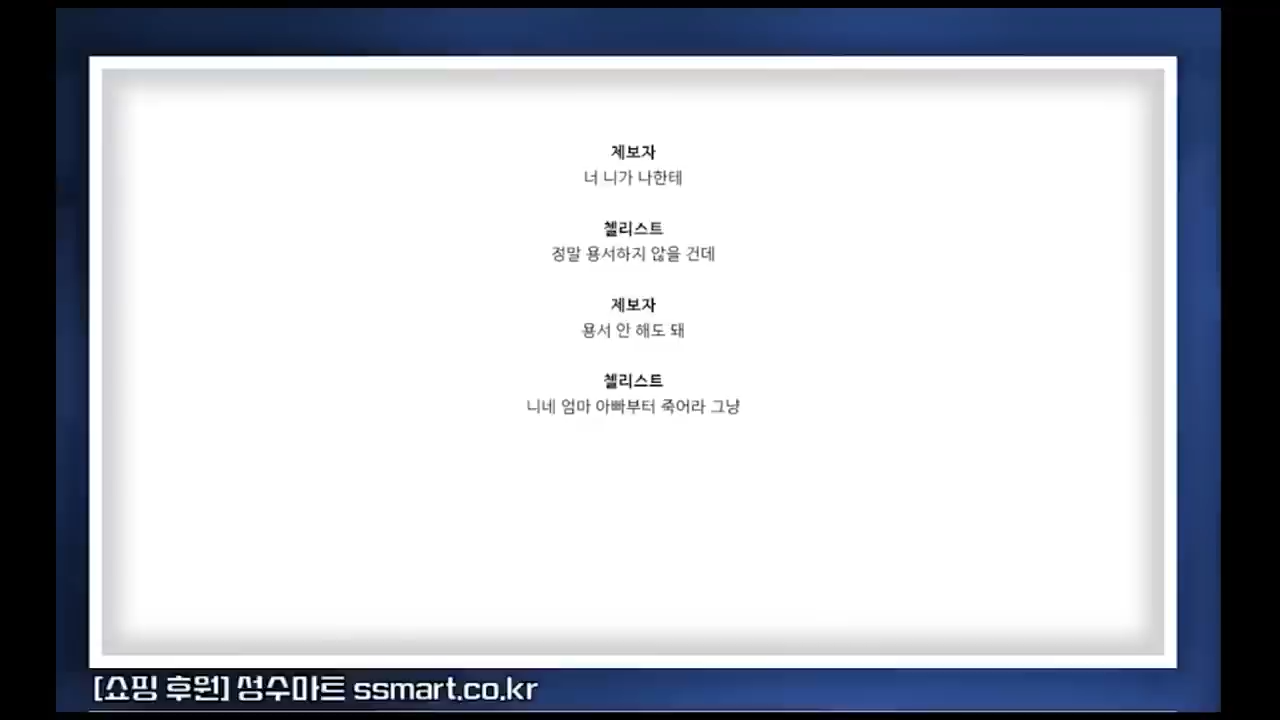 제보자
너 니가 나한테
첼리스트
정말 용서하지 않을 건데
제보자
용서 안 해도 돼
첼리스트
니네 엄마 아빠부터 죽어라 그냥
[쇼핑 후원] 성수마트 ssmart.co.kr